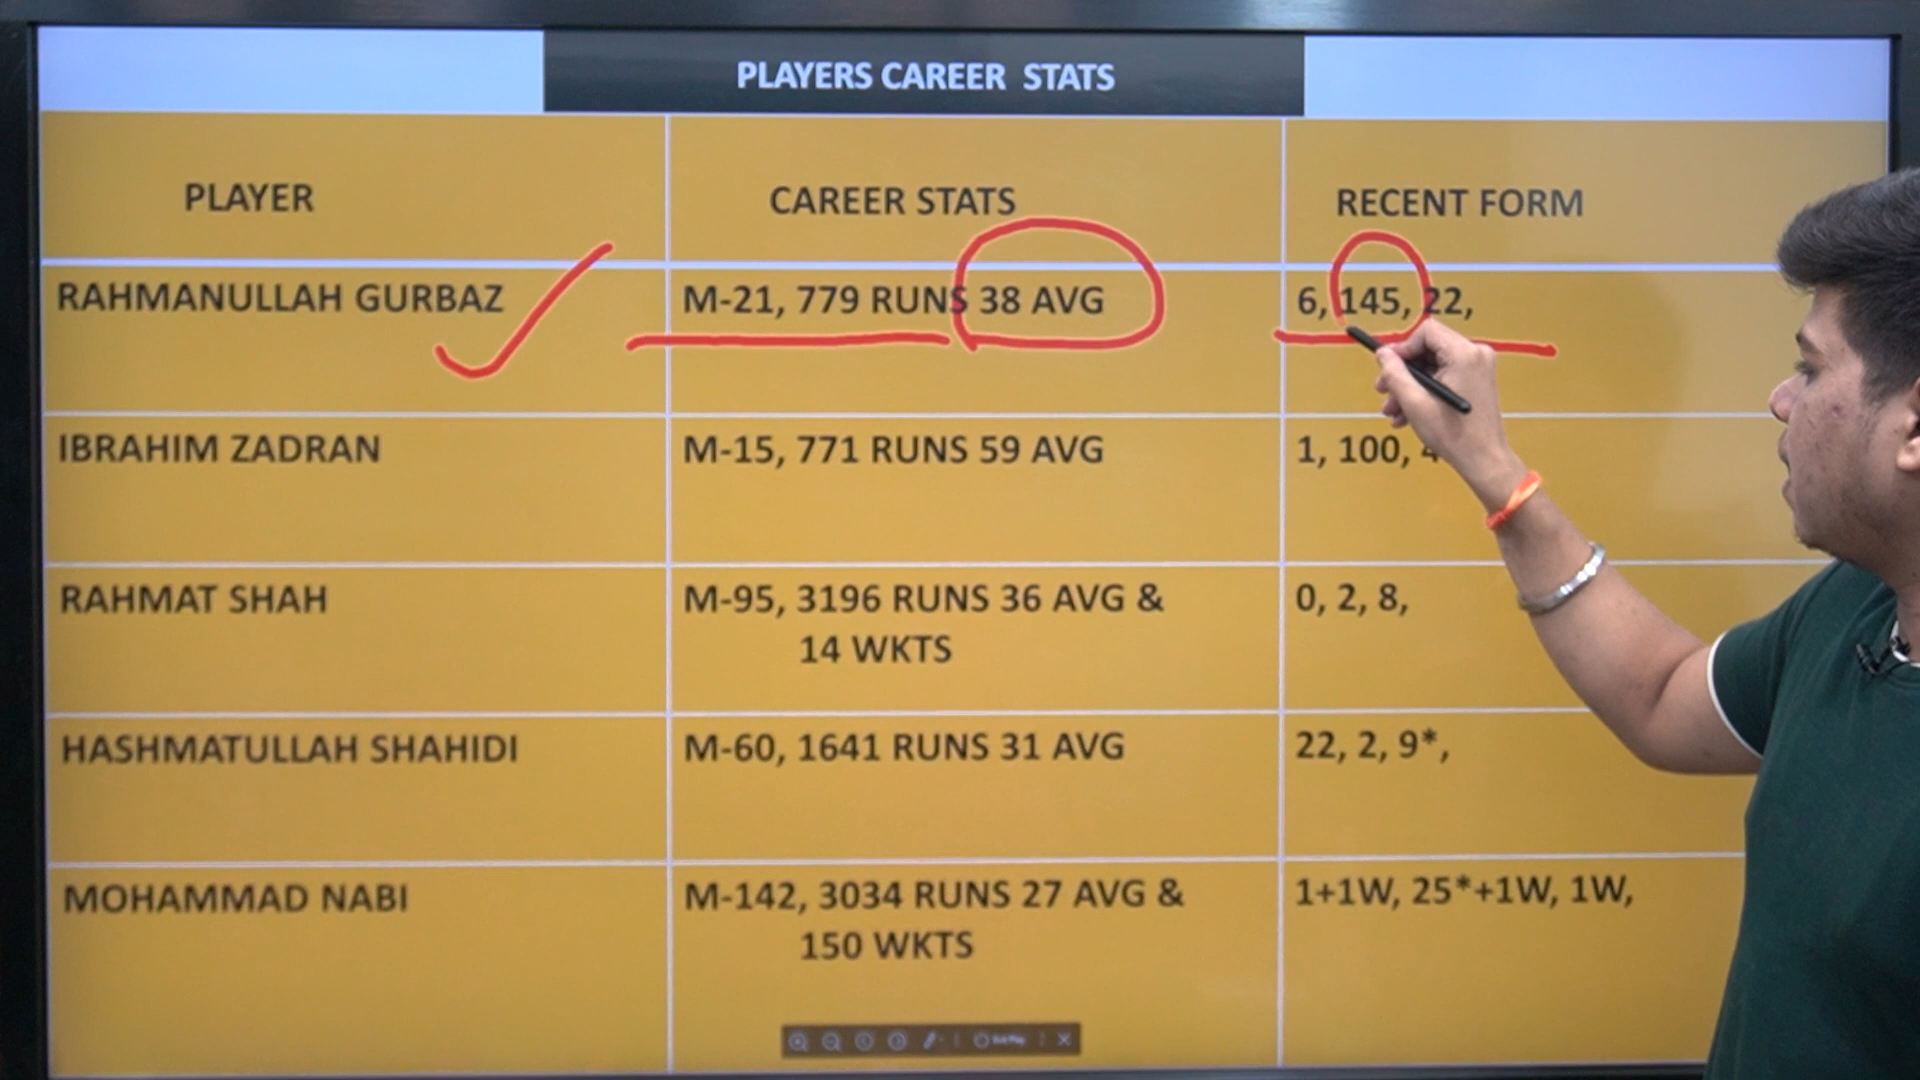 PLAYERS CAREER STATS
PLAYER CAREER STATS RECENT FORM
RAHMANULLAH GURBAZ M-21, 779 RUNS 38 AVG 6, 145, 22,
IBRAHIM ZADRAN M-15, 771 RUNS 59 AVG 1, 100,
RAHMAT SHAH M-95, 3196 RUNS 36 AVG & 0, 2, 8,
14 WKTS
HASHMATULLAH SHAHIDI M-60, 1641 RUNS 31 AVG 22, 2, 9*,
MOHAMMAD NABI M-142, 3034 RUNS 27 AVG & 1+1W, 25*+1W, 1W,
150 WKTS